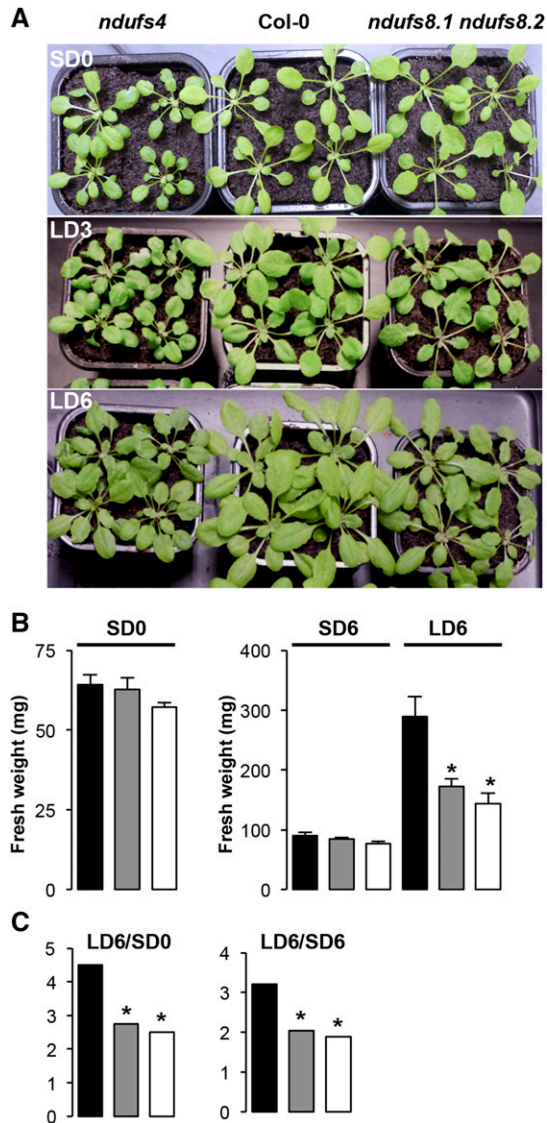 A
ndufs4 Col-0 ndufs8.1 ndufs8.2
SD0
LD3
LD6
B
SD0 SD6 LD6
Fresh weight (mg)
75
50
25
0
Fresh weight (mg)
400
300
200
100
0
* *
C
LD6/SD0 LD6/SD6
5
4
3
2
1
0
* *
4
3
2
1
0
* *